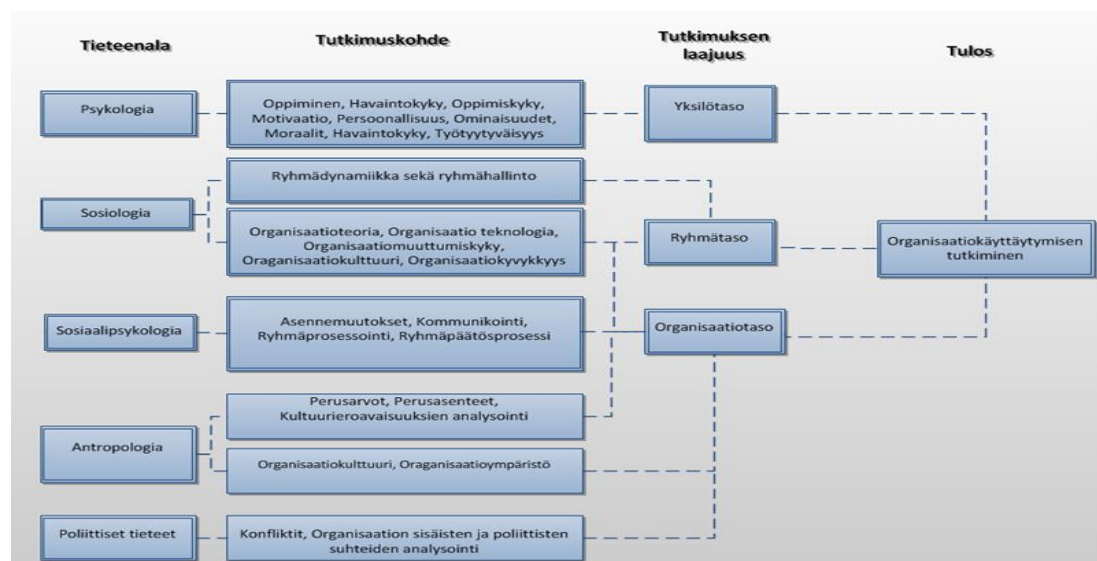 Tieteenala
Tutkimuskohde
Tutkimuksen
laajuus
Tulos
Psykologia
Oppiminen, Havaintokyky, Oppimiskyky,
Motivaatio, Persoonallisuus, Ominaisuudet,
Moraalit, Havaintokyky, Työtyytyväisyys
Yksilötaso
Sosiologia
Ryhmädynamiikka sekä ryhmähallinto
Organisaatioteoria, Organisaatio teknologia,
Organisaatiomuuttumiskyky,
Oraganisaatiokulttuuri, Organisaatiokyvykkyys
Ryhmätaso
Organisaatiokäyttäytymisen
tutkiminen
Sosiaalipsykologia
Asennemuutokset, Kommunikointi,
Ryhmäprosessointi, Ryhmäpäätösprosessi
Organisaatiotaso
Antropologia
Perusarvot, Perusasenteet,
Kultuurieroavaisuuksien analysointi
Organisaatiokulttuuri, Oraganisaatioympäristö
Poliittiset tieteet
Konfliktit, Organisaation sisäisten ja poliittisten
suhteiden analysointi